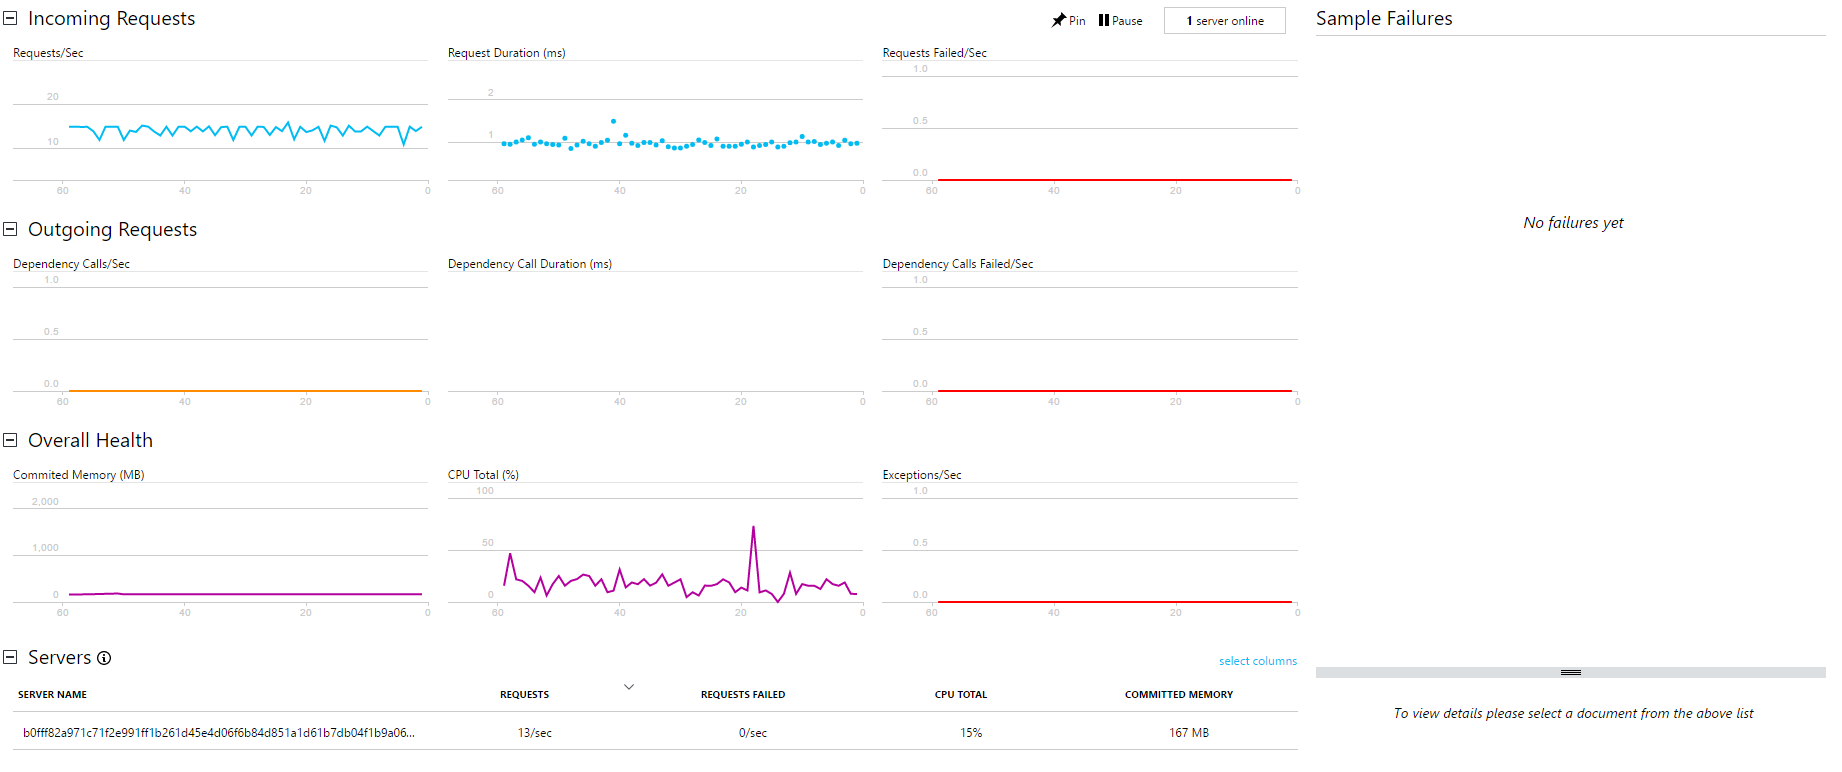 Incoming Requests
Pin Pause 1 server online
Sample Failures
Requests/Sec
20
10
60 40 20 0
Request Duration (ms)
2
1
60 40 20 0
Requests Failed/Sec
1.0
0.5
0.0
60 40 20 0
No failures yet
Outgoing Requests
Dependency Calls/Sec
1.0
0.5
0.0
60 40 20 0
Dependency Call Duration (ms)
60 40 20 0
Dependency Calls Failed/Sec
1.0
0.5
0.0
60 40 20 0
Overall Health
Commited Memory (MB)
2,000
1,000
0
60 40 20 0
CPU Total (%)
100
50
0
60 40 20 0
Exceptions/Sec
1.0
0.5
0.0
60 40 20 0
Servers
select columns
SERVER NAME REQUESTS REQUESTS FAILED CPU TOTAL COMMITTED MEMORY
b0fff82a971c71f2e991ff1b261d45e4d06f6b84d851a1d61b7db04f1b9a06... 13/sec 0/sec 15% 167 MB
To view details please select a document from the above list